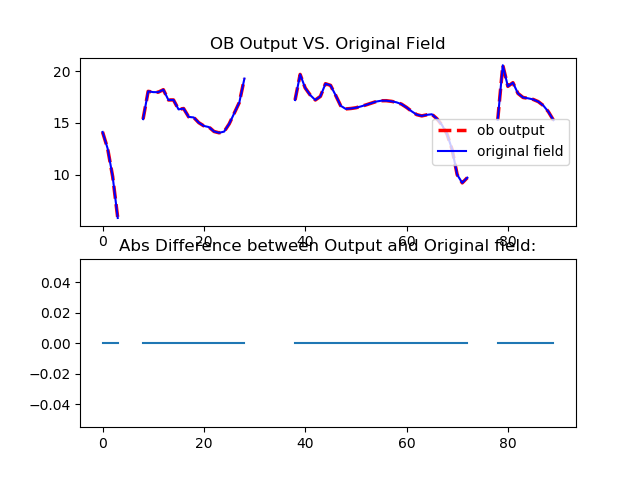 OB Output VS. Original Field
20
15
10
ob output
original field
0 20 40 60 80
Abs Difference between Output and Original field:
0.04
0.02
0.00
−0.02
−0.04
0 20 40 60 80